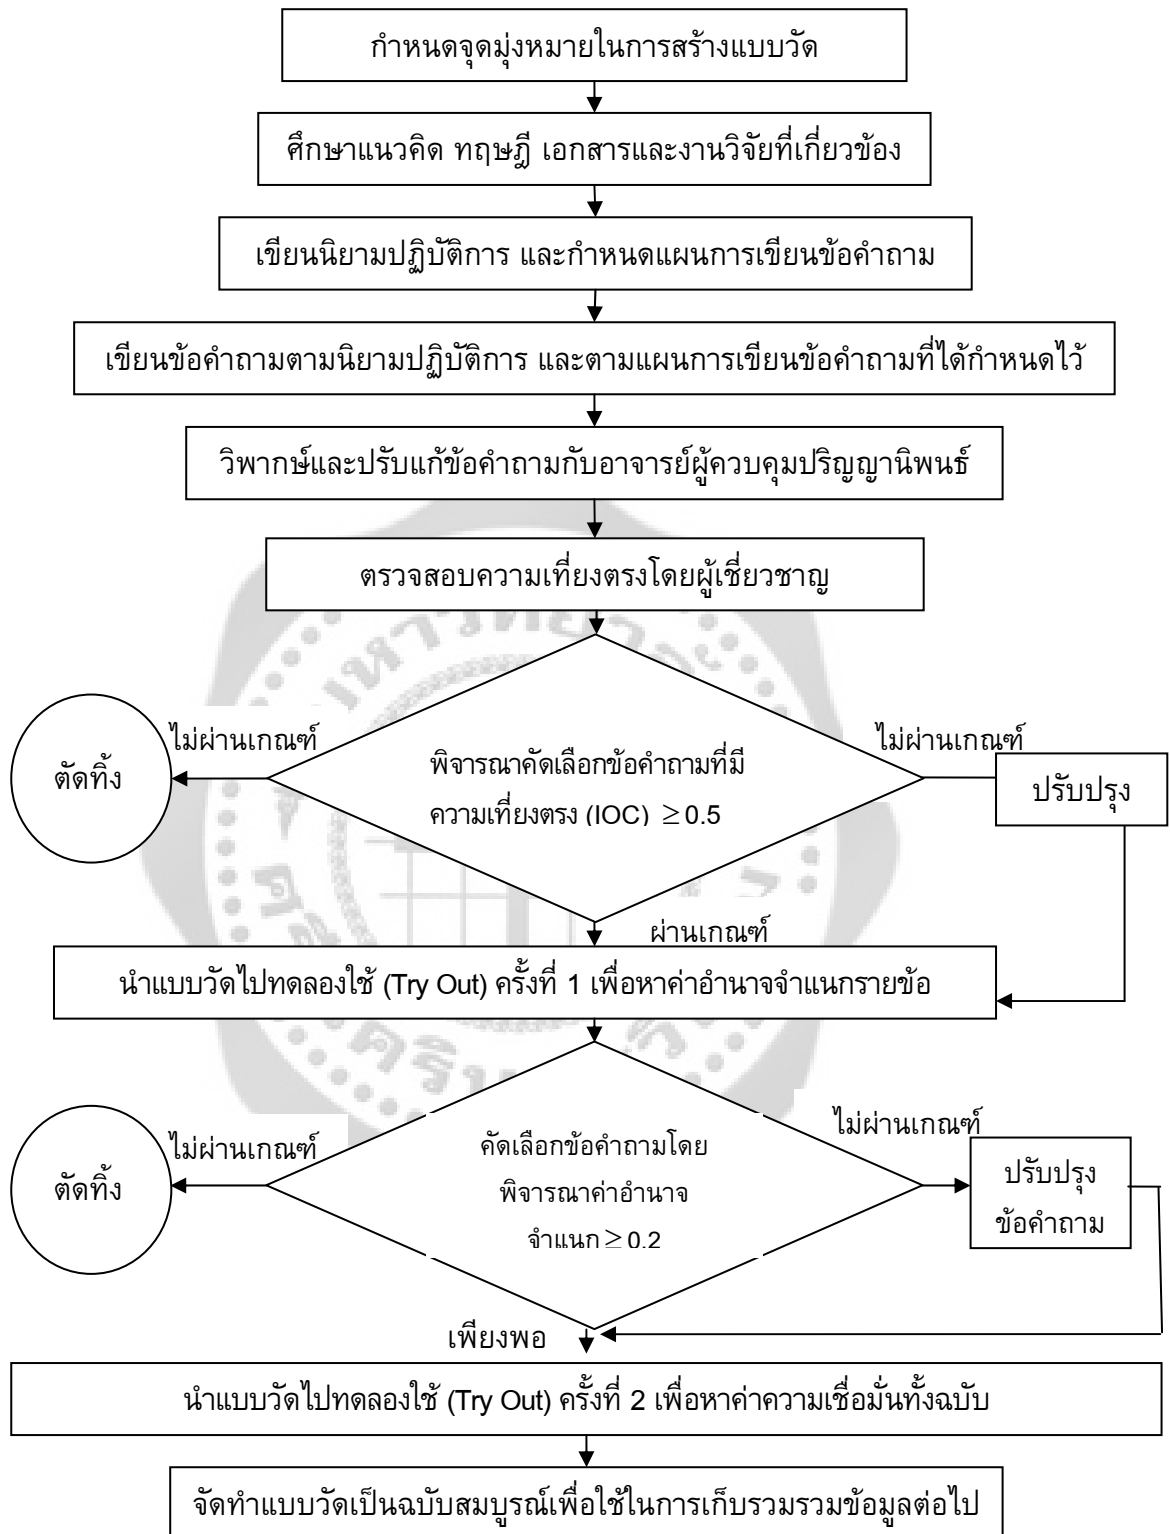 กำหนดจุดมุ่งหมายในการสร้างแบบวัด
ศึกษาแนวคิด ทฤษฎี เอกสารและงานวิจัยที่เกี่ยวข้อง
เขียนนิยามปฏิบัติการ และกำหนดแผนการเขียนข้อคำถาม
เขียนข้อคำถามตามนิยามปฏิบัติการ และตามแผนการเขียนข้อคำถามที่ได้กำหนดไว้
วิพากษ์และปรับแก้ข้อคำถามกับอาจารย์ผู้ควบคุมปริญญานิพนธ์
ตรวจสอบความเที่ยงตรงโดยผู้เชี่ยวชาญ
ไม่ผ่านเกณฑ์
ไม่ผ่านเกณฑ์
ตัดทิ้ง
พิจารณาคัดเลือกข้อคำถามที่มี
ความเที่ยงตรง (IOC) ≥ 0.5
ปรับปรุง
ผ่านเกณฑ์
นำแบบวัดไปทดลองใช้ (Try Out) ครั้งที่ 1 เพื่อหาค่าอำนาจจำแนกรายข้อ
ไม่ผ่านเกณฑ์
ไม่ผ่านเกณฑ์
ตัดทิ้ง
คัดเลือกข้อคำถามโดย
พิจารณาค่าอำนาจ
จำแนก ≥ 0.2
ปรับปรุง
ข้อคำถาม
เพียงพอ
นำแบบวัดไปทดลองใช้ (Try Out) ครั้งที่ 2 เพื่อหาค่าความเชื่อมั่นทั้งฉบับ
จัดทำแบบวัดเป็นฉบับสมบูรณ์เพื่อใช้ในการเก็บรวมรวมข้อมูลต่อไป